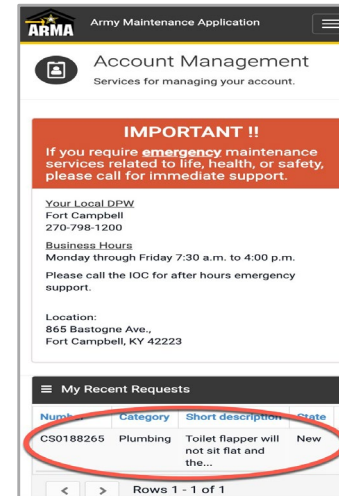 ARMA
Army Maintenance Application
Account Management
Services for managing your account.
IMPORTANT !!
If you require emergency maintenance
services related to life, health, or safety,
please call for immediate support.
Your Local DPW
Fort Campbell
270-798-1200
Business Hours
Monday through Friday 7:30 a.m. to 4:00 p.m.
Please call the IOC for after hours emergency
support.
Location:
865 Bastogne Ave.,
Fort Campbell, KY 42223
My Recent Requests
Number Category Short description State
CS0188265 Plumbing Toilet flapper will New
not sit flat and
the...
< > Rows 1 - 1 of 1